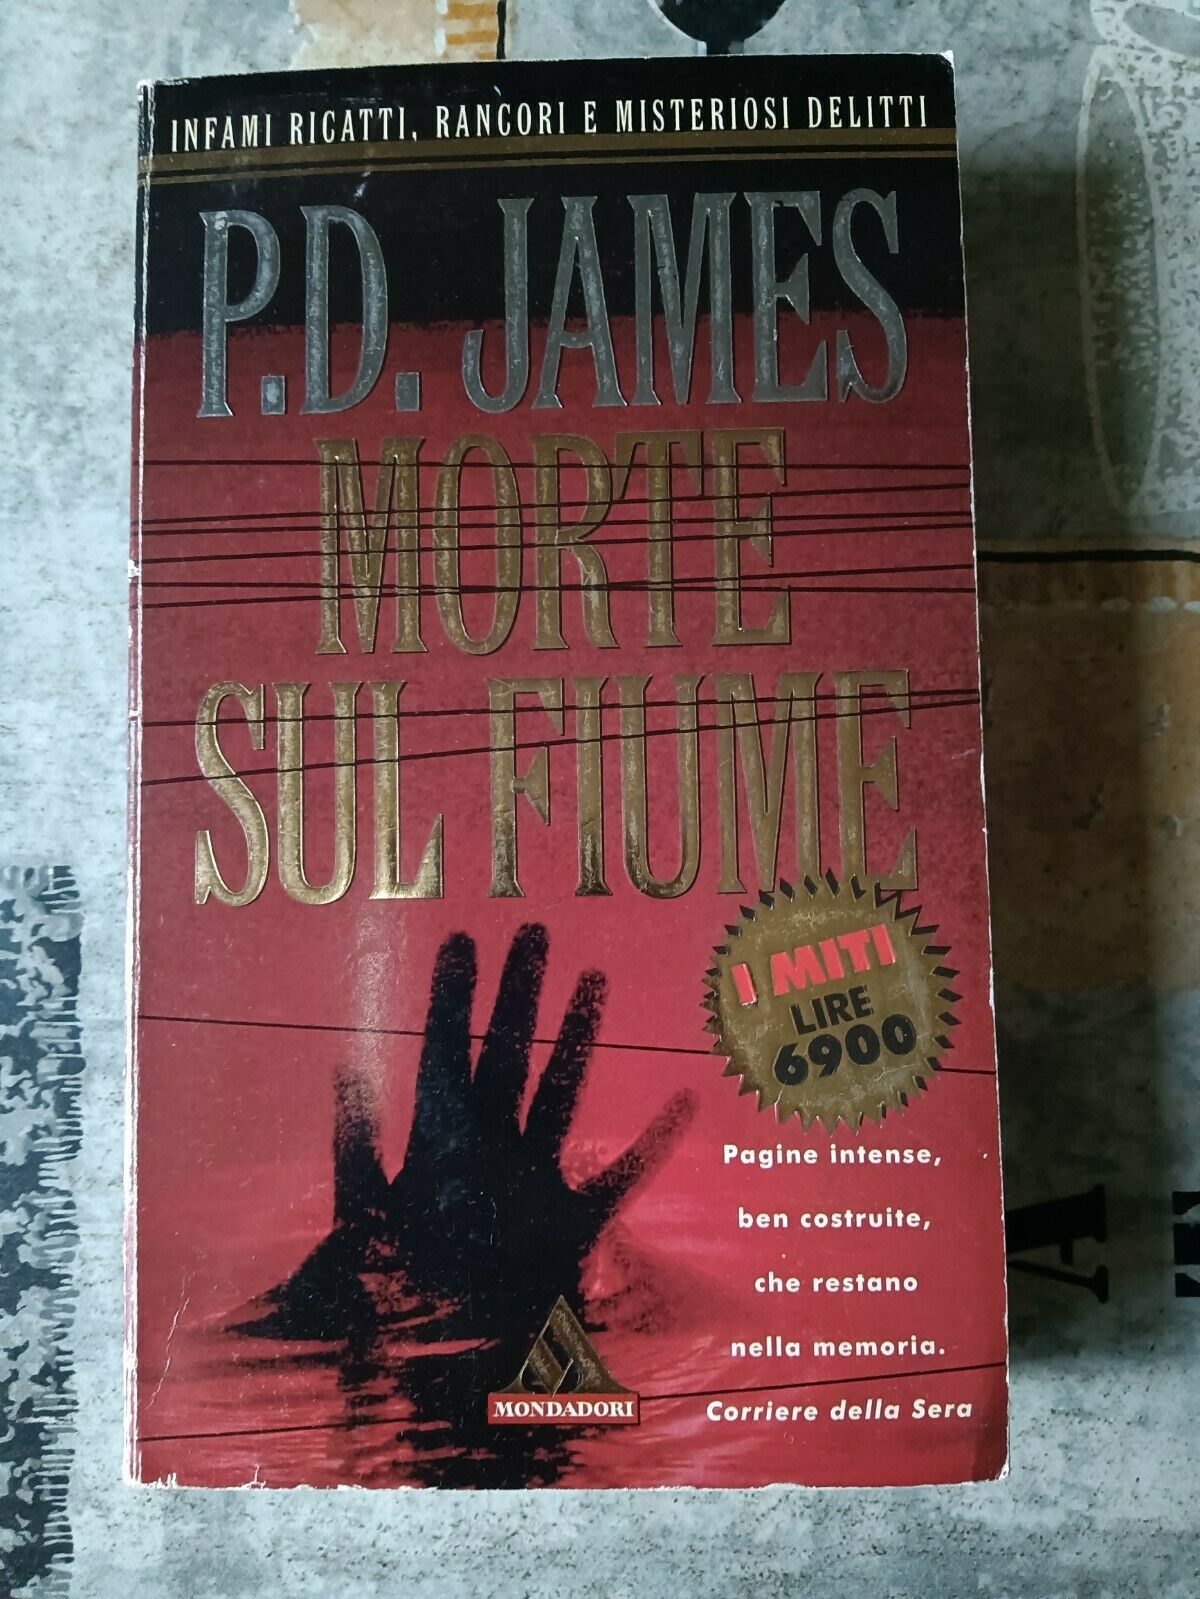 INFAMI RICATTI, RANCORI E MISTERIOSI DELITTI
P.D. JAMES
MORTE
SUL FIUME
I MITI
LIRE
6900
Pagine intense,
ben costruite,
che restano
nella memoria.
Corriere della Sera
MONDADORI
A